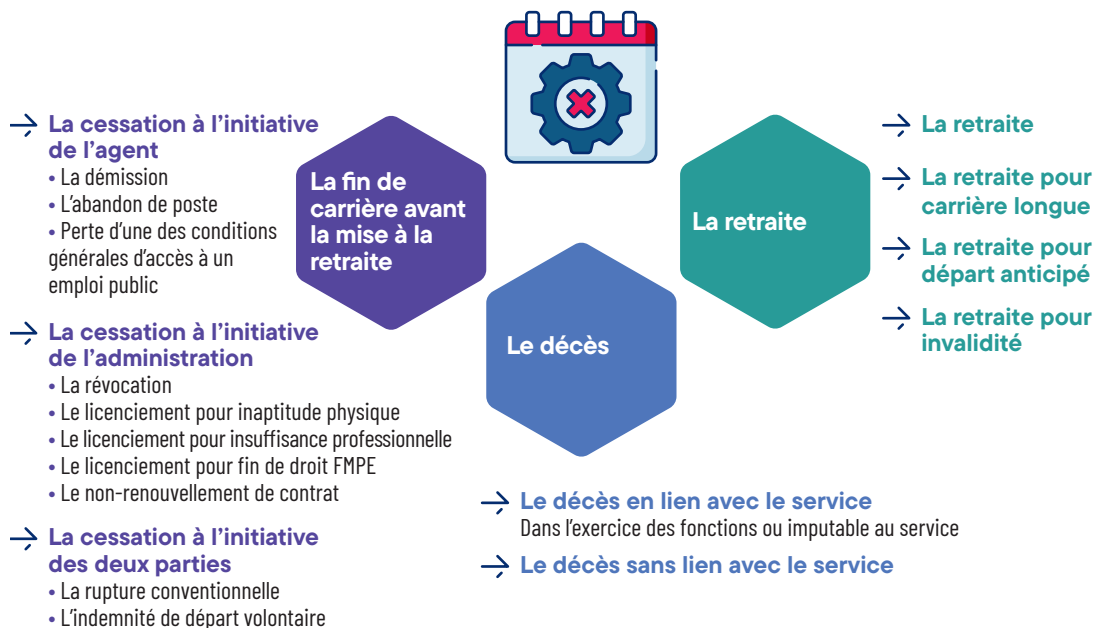 La cessation à l’initiative
de l’agent
• La démission
• L’abandon de poste
• Perte d’une des conditions
générales d’accès à un
emploi public
La cessation à l’initiative
de l’administration
• La révocation
• Le licenciement pour inaptitude physique
• Le licenciement pour insuffisance professionnelle
• Le licenciement pour fin de droit FMPE
• Le non-renouvellement de contrat
La cessation à l’initiative
des deux parties
• La rupture conventionnelle
• L’indemnité de départ volontaire
La fin de
carrière avant
la mise à la
retraite
Le décès
Le décès en lien avec le service
Dans l’exercice des fonctions ou imputable au service
Le décès sans lien avec le service
La retraite
La retraite
La retraite pour
carrière longue
La retraite pour
départ anticipé
La retraite pour
invalidité